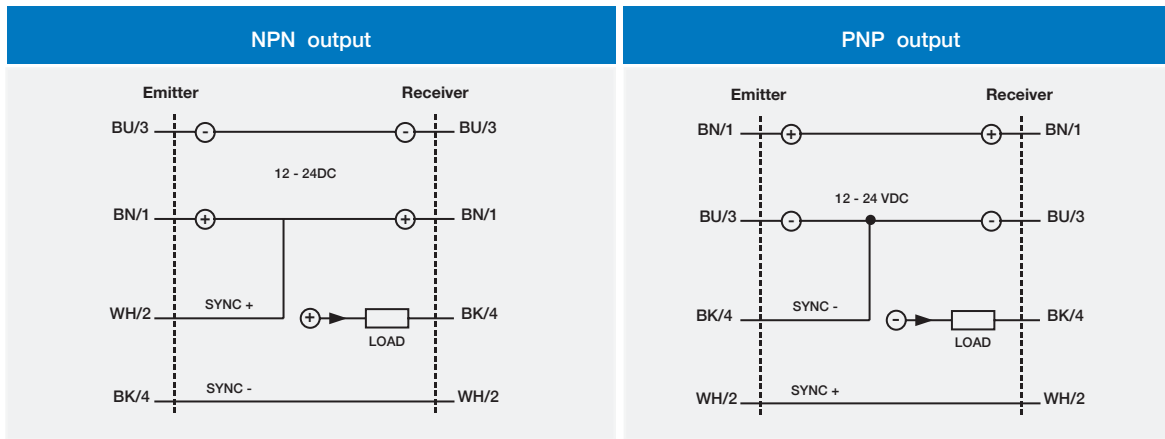 NPN output
Emitter Receiver
BU/3 - - BU/3
12 - 24DC
BN/1 + + BN/1
WH/2 SYNC + + LOAD BK/4
BK/4 SYNC - WH/2
PNP output
Emitter Receiver
BN/1 + + BN/1
12 - 24 VDC
BU/3 - - BU/3
BK/4 SYNC - - LOAD BK/4
WH/2 SYNC + WH/2